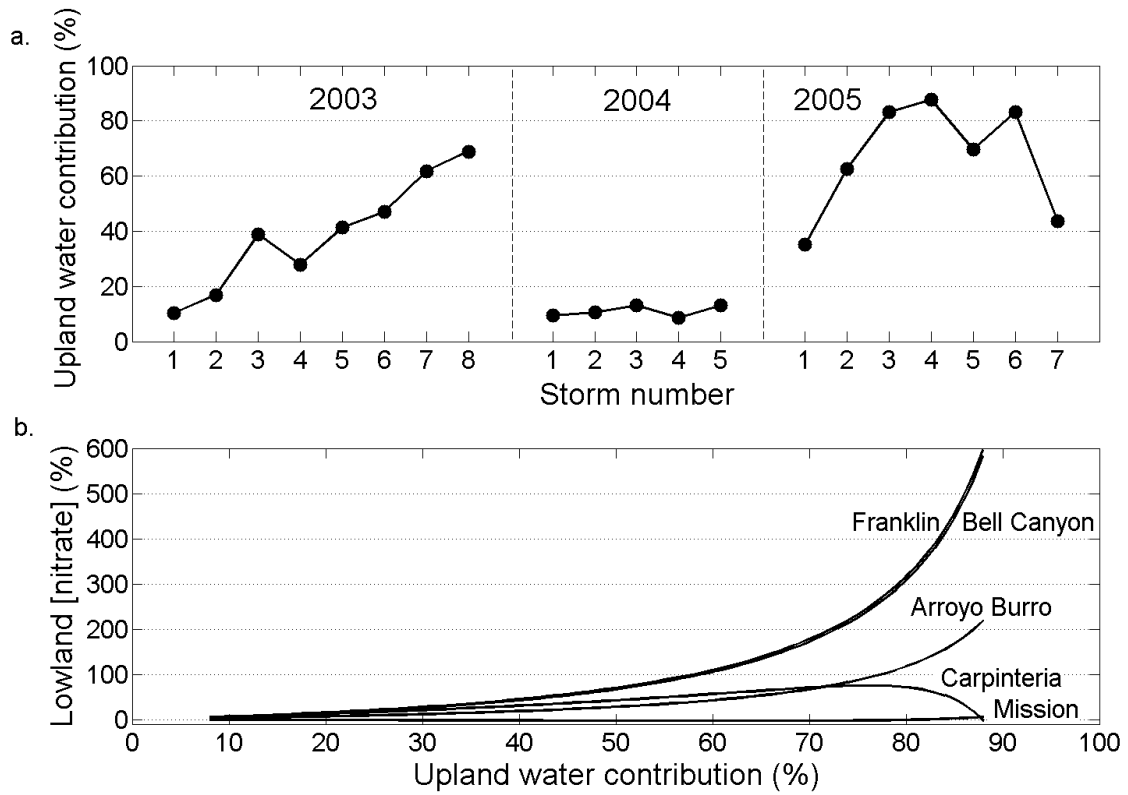 a.
Upland water contribution (%)
100
80
60
40
20
0
2003
2004
2005
1 2 3 4 5 6 7 8 1 2 3 4 5 1 2 3 4 5 6 7
Storm number
b.
Lowland [nitrate] (%)
600
500
400
300
200
100
0
Franklin
Bell Canyon
Arroyo Burro
Carpinteria
Mission
0 10 20 30 40 50 60 70 80 90 100
Upland water contribution (%)